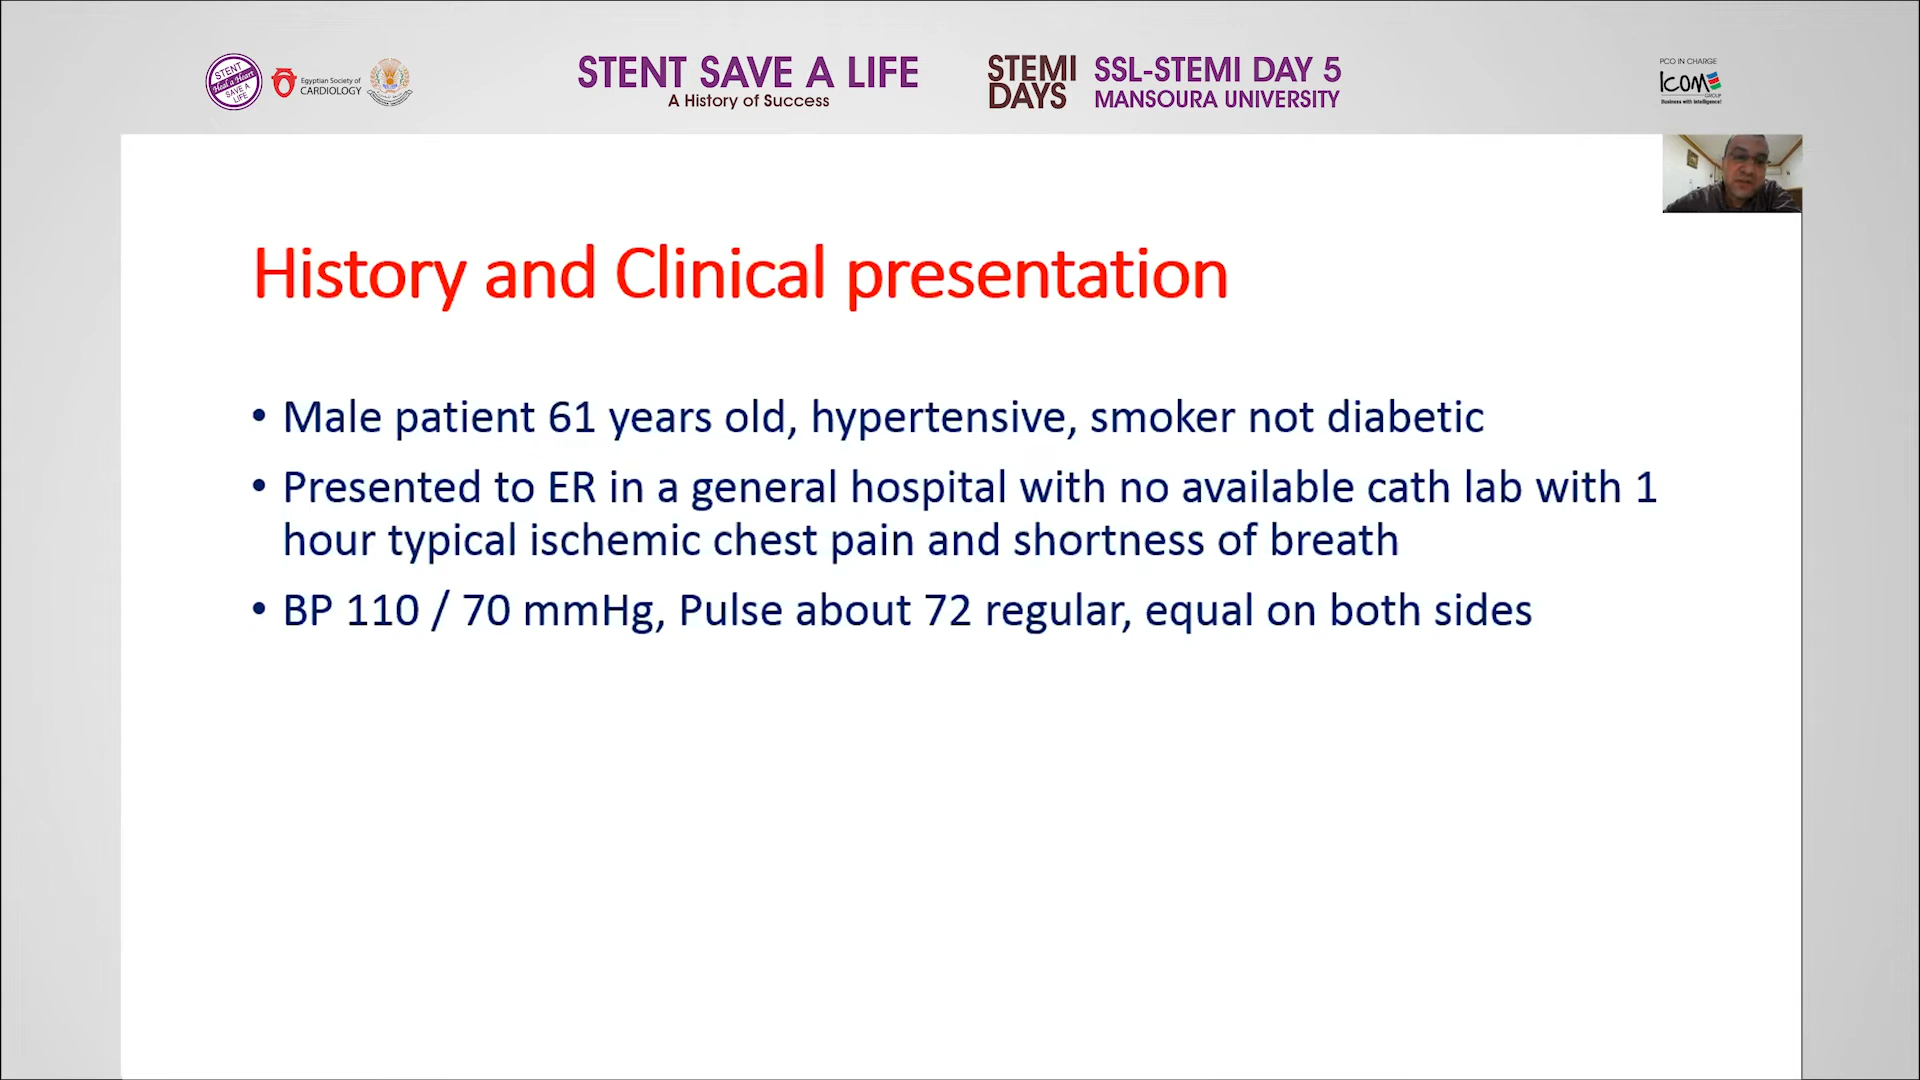 STENT
Heal a Heart
SAVE A
LIFE
Egyptian Society of
CARDIOLOGY
STENT SAVE A LIFE
A History of Success
STEMI
DAYS
SSL-STEMI DAY 5
MANSOURA UNIVERSITY
PCO IN CHARGE
ICOM
GROUP
Business with Intelligence!
History and Clinical presentation
• Male patient 61 years old, hypertensive, smoker not diabetic
• Presented to ER in a general hospital with no available cath lab with 1
hour typical ischemic chest pain and shortness of breath
• BP 110 / 70 mmHg, Pulse about 72 regular, equal on both sides